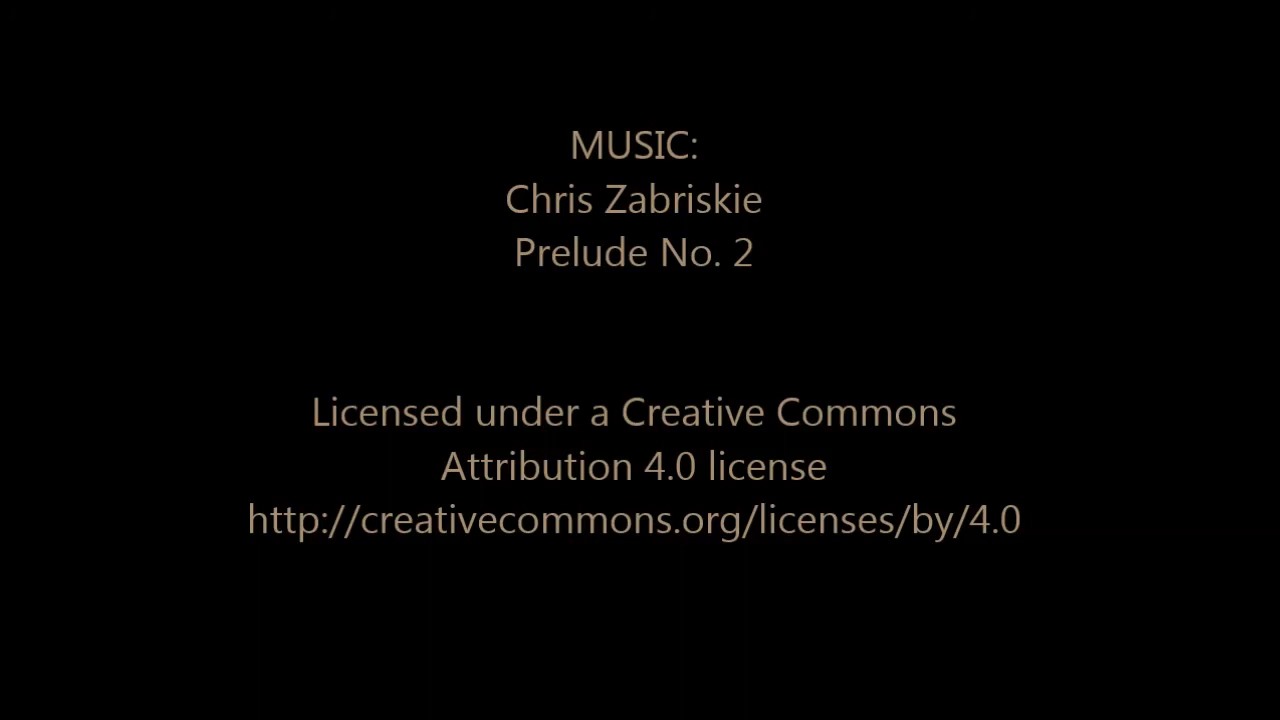 MUSIC:
Chris Zabriskie
Prelude No. 2
Licensed under a Creative Commons
Attribution 4.0 license
http://creativecommons.org/licenses/by/4.0